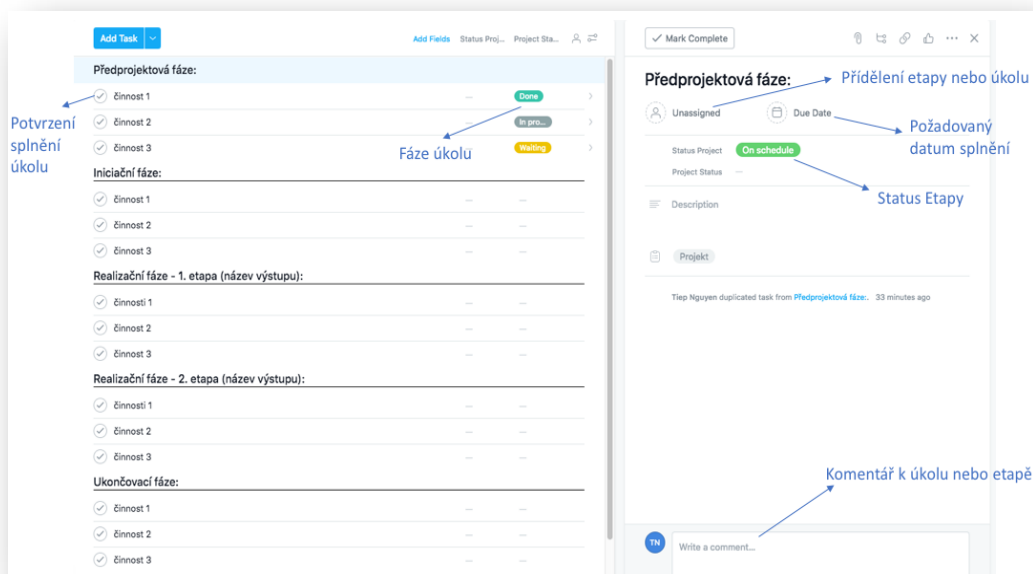 Add Task
Add Fields Status Proj... Project Sta...
Předprojektová fáze:
činnost 1 — Done
činnost 2 — In pro...
činnost 3 — Waiting
Potvrzení
splnění
úkolu
Fáze úkolu
Iniciační fáze:
činnost 1 — —
činnost 2 — —
činnost 3 — —
Realizační fáze - 1. etapa (název výstupu):
činnosti 1 — —
činnost 2 — —
činnost 3 — —
Realizační fáze - 2. etapa (název výstupu):
činnosti 1 — —
činnost 2 — —
činnost 3 — —
Ukončovací fáze:
činnost 1 — —
činnost 2 — —
činnost 3 — —
Mark Complete
Předprojektová fáze:
Přídělení etapy nebo úkolu
Unassigned Due Date
Požadovaný
datum splnění
Status Project On schedule
Project Status —
Status Etapy
Description
Projekt
Tiep Nguyen duplicated task from Předprojektová fáze:. 33 minutes ago
Komentář k úkolu nebo etapě
TN Write a comment...